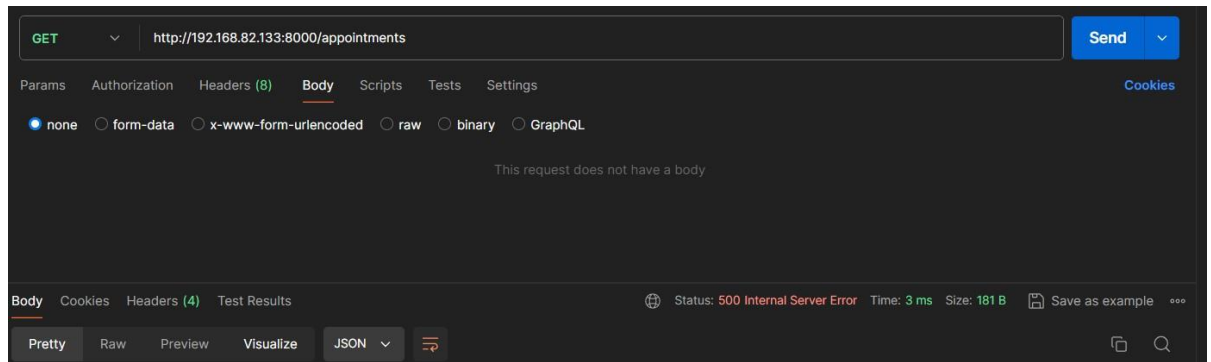 GET http://192.168.82.133:8000/appointments Send
Params Authorization Headers (8) Body Scripts Tests Settings Cookies
none form-data x-www-form-urlencoded raw binary GraphQL
This request does not have a body
Body Cookies Headers (4) Test Results Status: 500 Internal Server Error Time: 3 ms Size: 181 B Save as example
Pretty Raw Preview Visualize JSON